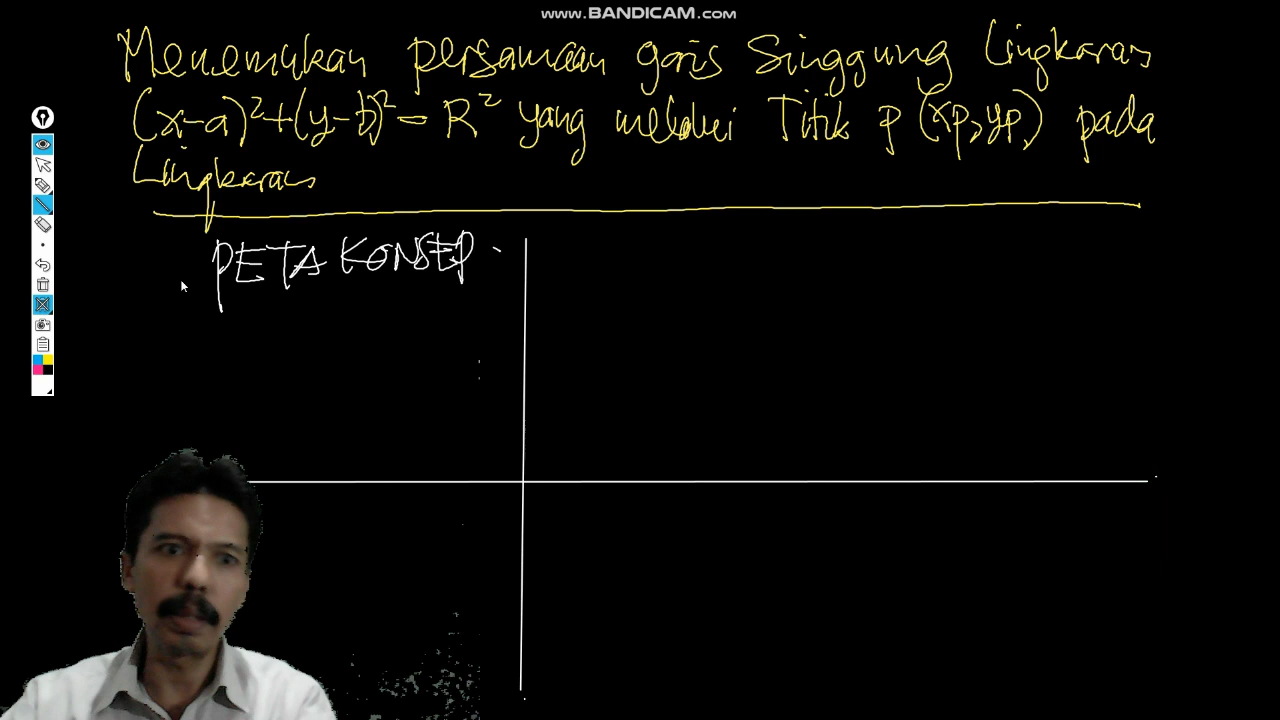 www.BANDICAM.com
Menemukan persamaan garis Singgung Lingkaran
(x-a)²+(y-b)² = R² yang melalui Titik P (xp,yp) pada
Lingkaran
PETA KONSEP